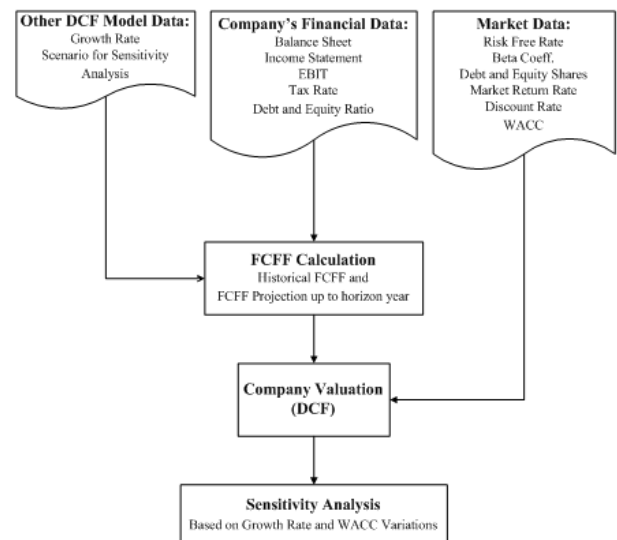 Other DCF Model Data:
Growth Rate
Scenario for Sensitivity
Analysis
Company's Financial Data:
Balance Sheet
Income Statement
EBIT
Tax Rate
Debt and Equity Ratio
Market Data:
Risk Free Rate
Beta Coeff.
Debt and Equity Shares
Market Return Rate
Discount Rate
WACC
FCFF Calculation
Historical FCFF and
FCFF Projection up to horizon year
Company Valuation
(DCF)
Sensitivity Analysis
Based on Growth Rate and WACC Variations